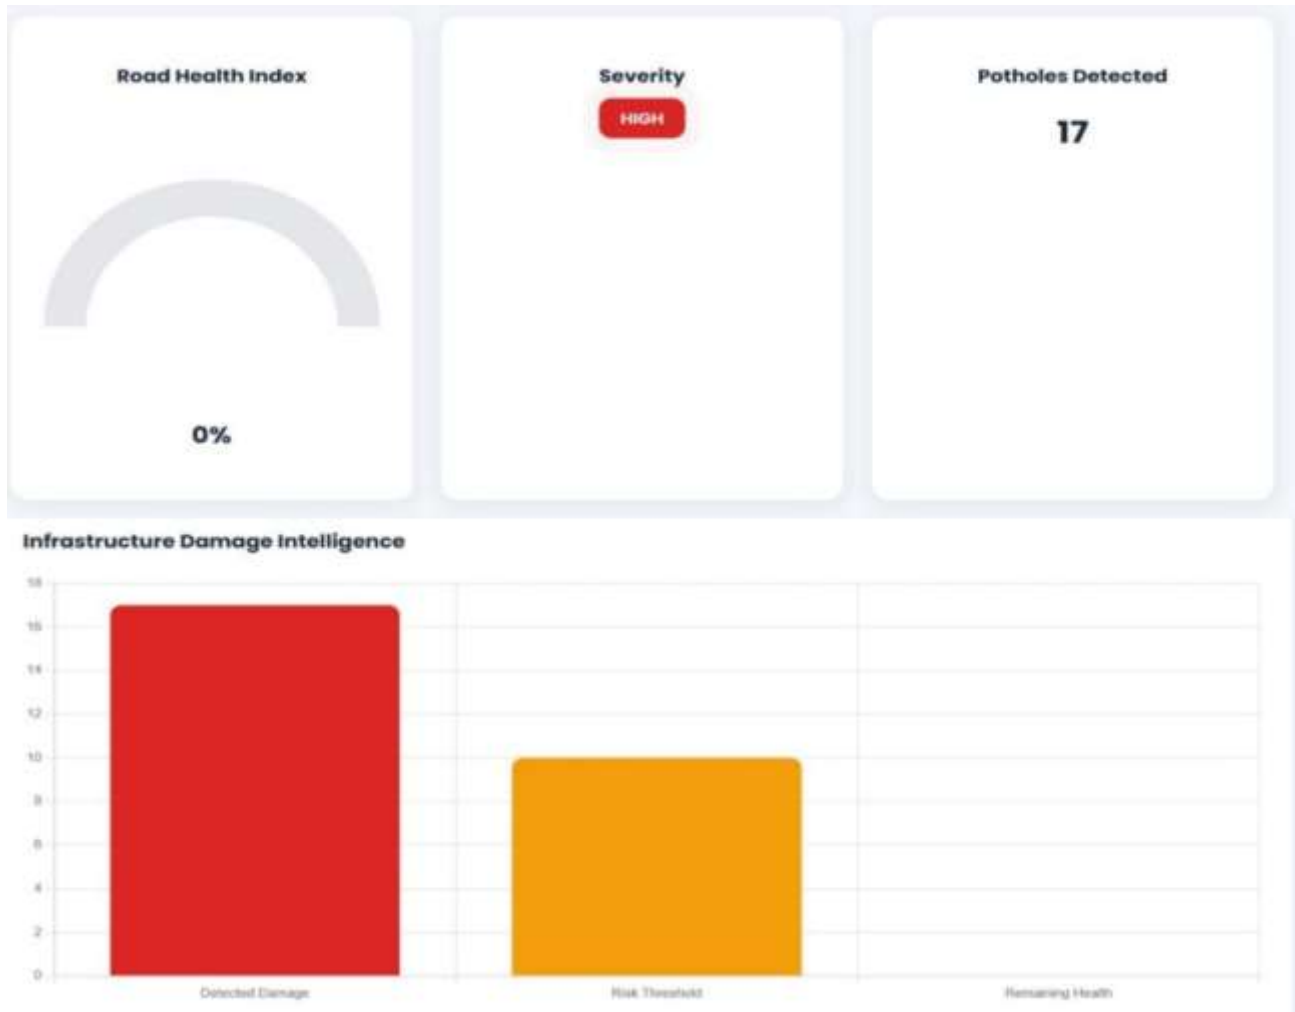 Road Health Index
Severity
Potholes Detected
HIGH
17
0%
Infrastructure Damage Intelligence
18
16
14
12
10
8
6
4
2
0
Detected Damage
Risk Threshold
Remaining Health